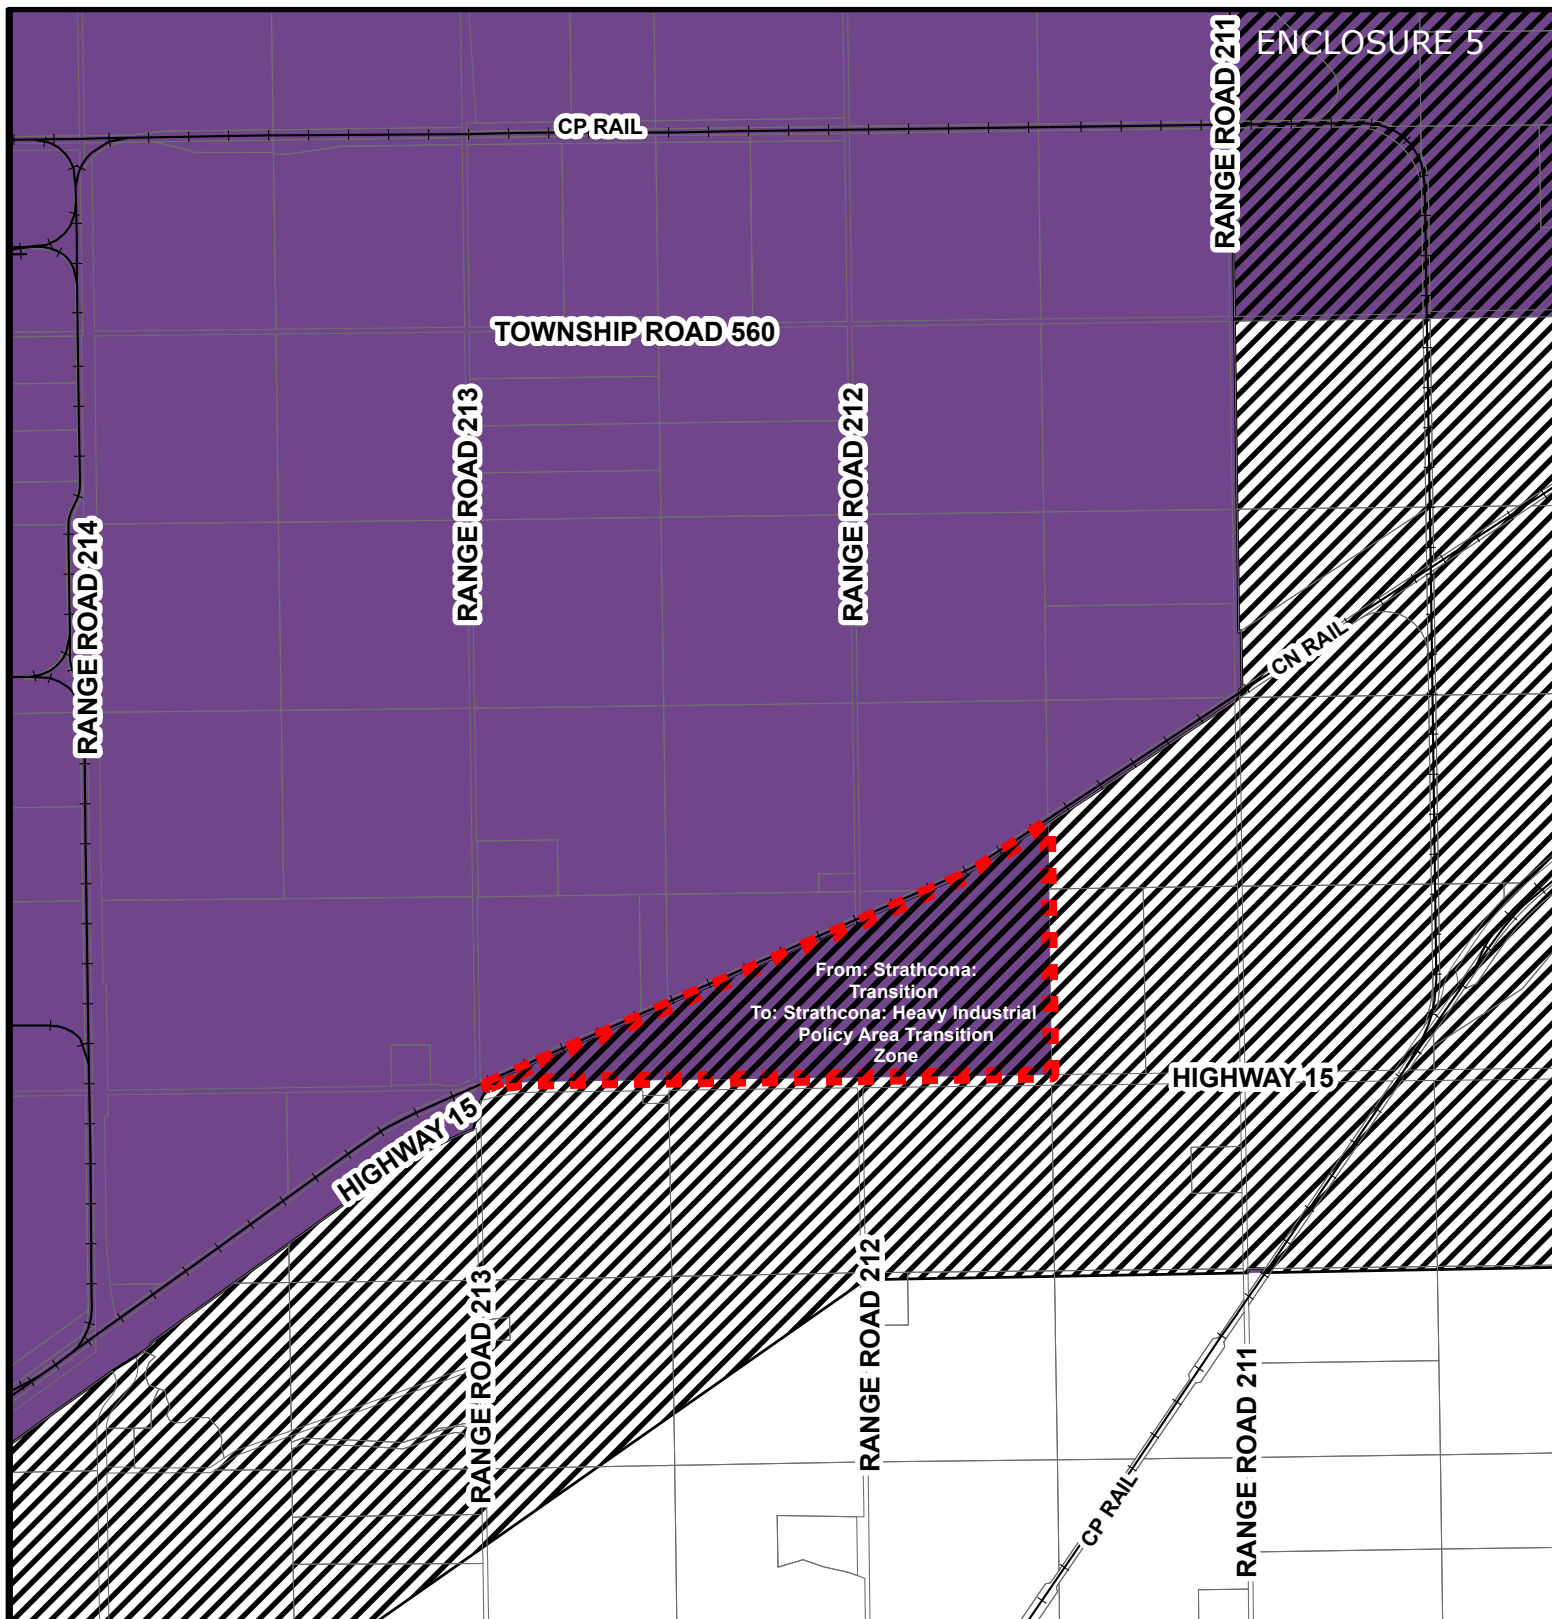 ENCLOSURE 5
RANGE ROAD 211
CP RAIL
TOWNSHIP ROAD 560
RANGE ROAD 213
RANGE ROAD 212
RANGE ROAD 214
CN RAIL
From: Strathcona:
Transition
To: Strathcona: Heavy Industrial
Policy Area Transition
Zone
HIGHWAY 15
HIGHWAY 15
RANGE ROAD 213
RANGE ROAD 212
RANGE ROAD 211
CP RAIL